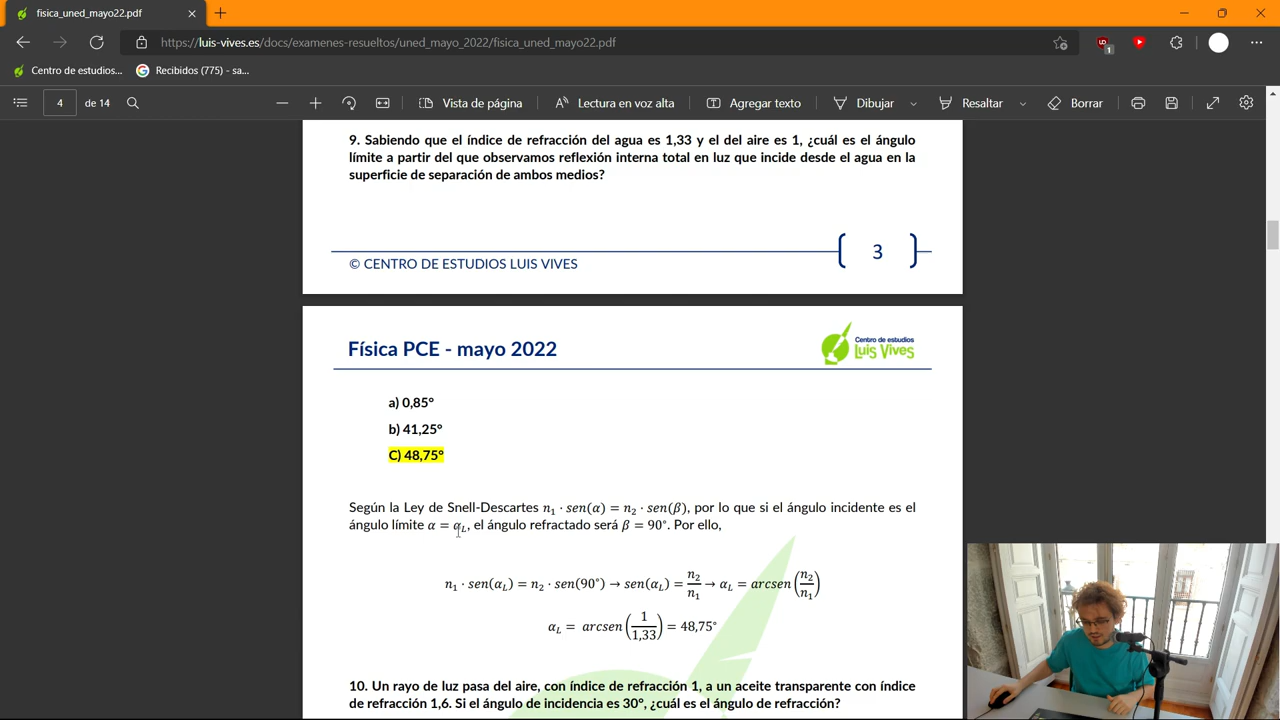 fisica_uned_mayo22.pdf
https://luis-vives.es/docs/examenes-resueltos/uned_mayo_2022/fisica_uned_mayo22.pdf
1
Centro de estudios...
Recibidos (775) - sa...
4 de 14
Vista de página
Lectura en voz alta
Agregar texto
Dibujar
Resaltar
Borrar
9. Sabiendo que el índice de refracción del agua es 1,33 y el del aire es 1, ¿cuál es el ángulo
límite a partir del que observamos reflexión interna total en luz que incide desde el agua en la
superficie de separación de ambos medios?
3
© CENTRO DE ESTUDIOS LUIS VIVES
Física PCE - mayo 2022
Centro de estudios
Luis Vives
a) 0,85º
b) 41,25º
C) 48,75º
Según la Ley de Snell-Descartes n₁ · sen(α) = n₂ · sen(β), por lo que si el ángulo incidente es el
ángulo límite α = α_L, el ángulo refractado será β = 90°. Por ello,
n₁ · sen(α_L) = n₂ · sen(90°) → sen(α_L) = n₂/n₁ → α_L = arcsen(n₂/n₁)
α_L = arcsen(1/1,33) = 48,75°
10. Un rayo de luz pasa del aire, con índice de refracción 1, a un aceite transparente con índice
de refracción 1,6. Si el ángulo de incidencia es 30º, ¿cuál es el ángulo de refracción?